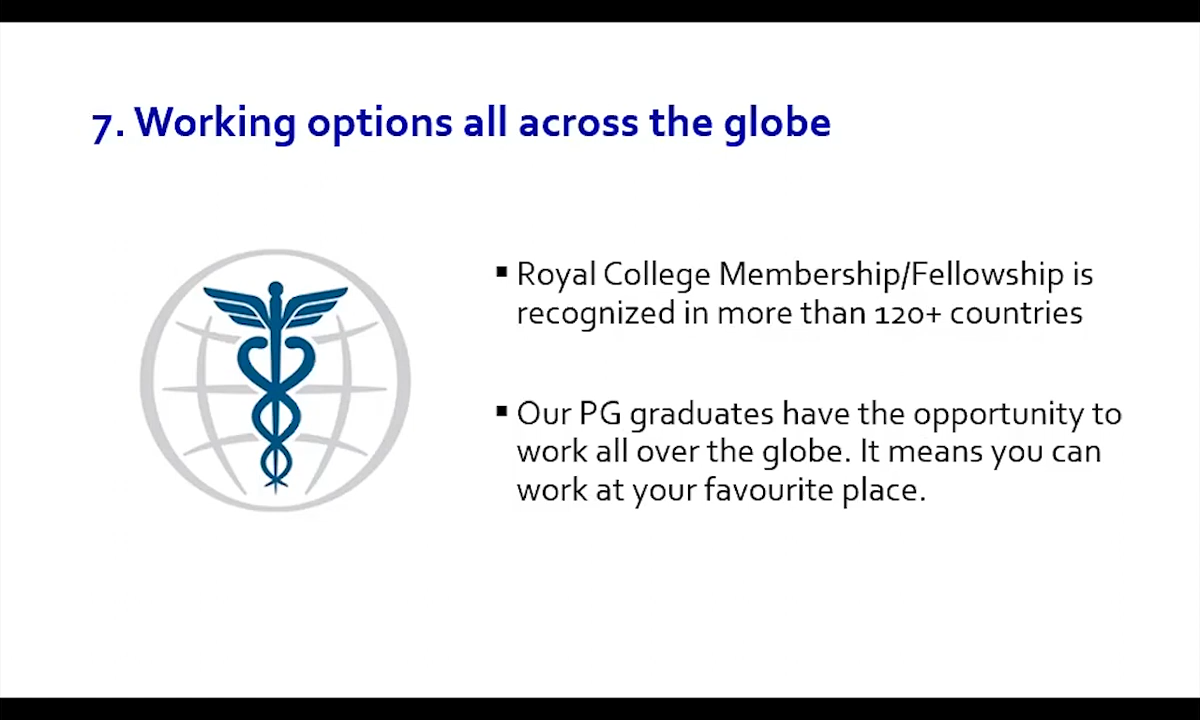 7. Working options all across the globe
▪ Royal College Membership/Fellowship is
recognized in more than 120+ countries
▪ Our PG graduates have the opportunity to
work all over the globe. It means you can
work at your favourite place.